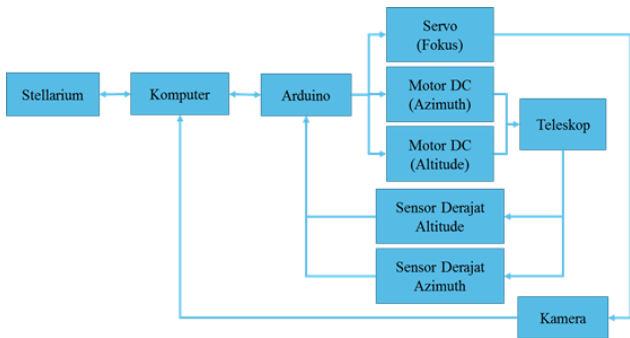 Servo
(Fokus)
Stellarium
Komputer
Arduino
Motor DC
(Azimuth)
Teleskop
Motor DC
(Altitude)
Sensor Derajat
Altitude
Sensor Derajat
Azimuth
Kamera